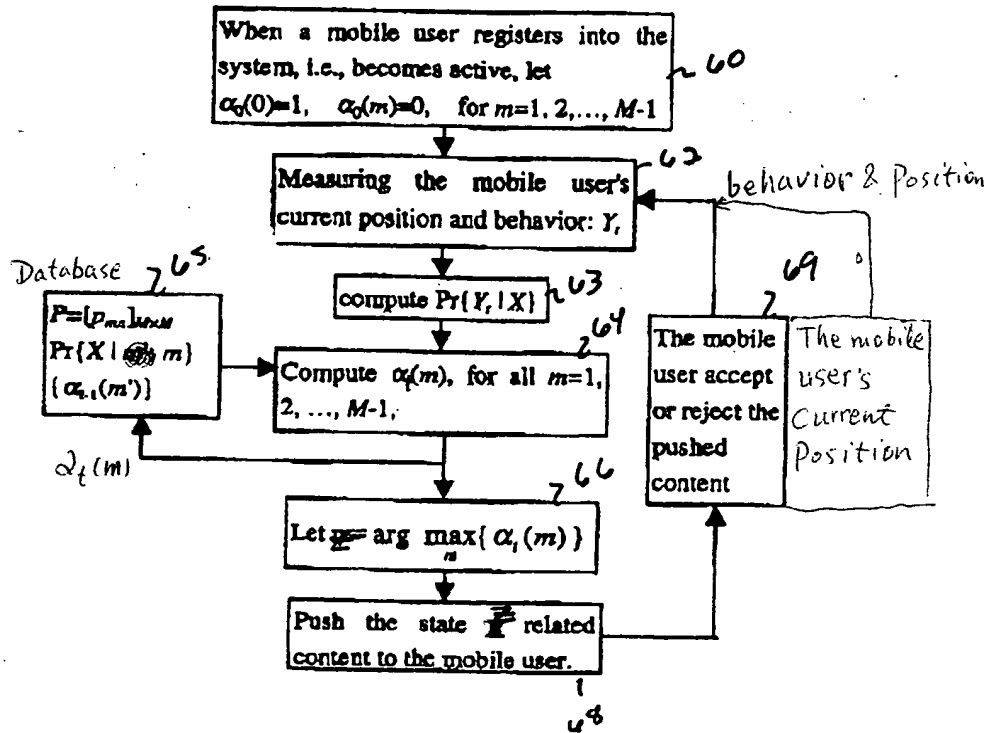 When a mobile user registers into the
system, i.e., becomes active, let
α₀(0)=1, α₀(m)=0, for m=1, 2,..., M-1
60
62
Measuring the mobile user's
current position and behavior: Yₜ
behavior & Position
63
compute Pr{Yₜ | X}
Database
65
P=[pₘₙ]MXM
Pr{X | m}
{αₜ₋₁(m')}
64
Compute αₜ(m), for all m=1,
2, ..., M-1,
αₜ(m)
69
The mobile
user accept
or reject the
pushed
content
The mobile
user's
Current
Position
66
Let = arg max{ αₜ(m) }
m
Push the state related
content to the mobile user.
68